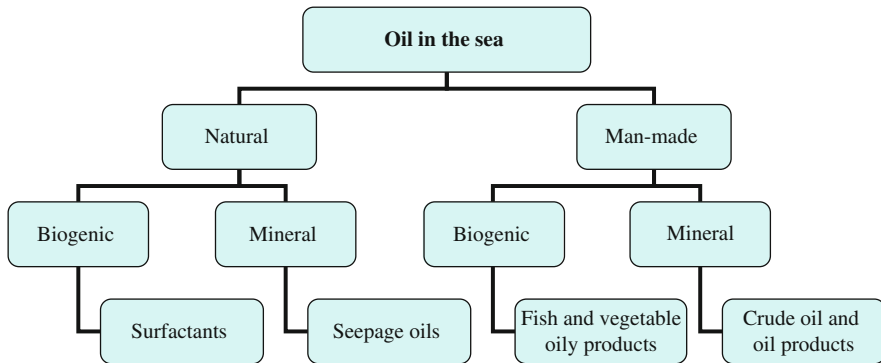 Oil in the sea
Natural
Man-made
Biogenic
Mineral
Biogenic
Mineral
Surfactants
Seepage oils
Fish and vegetable
oily products
Crude oil and
oil products